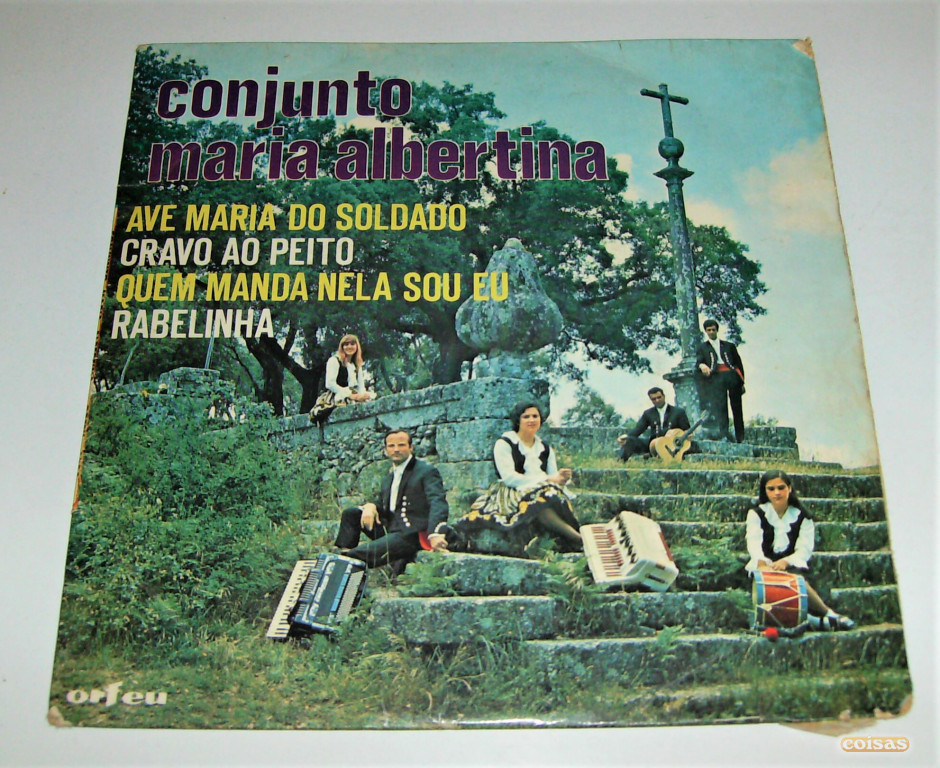 conjunto
maria albertina
AVE MARIA DO SOLDADO
CRAVO AO PEITO
QUEM MANDA NELA SOU EU
RABELINHA
orfeu
coisas